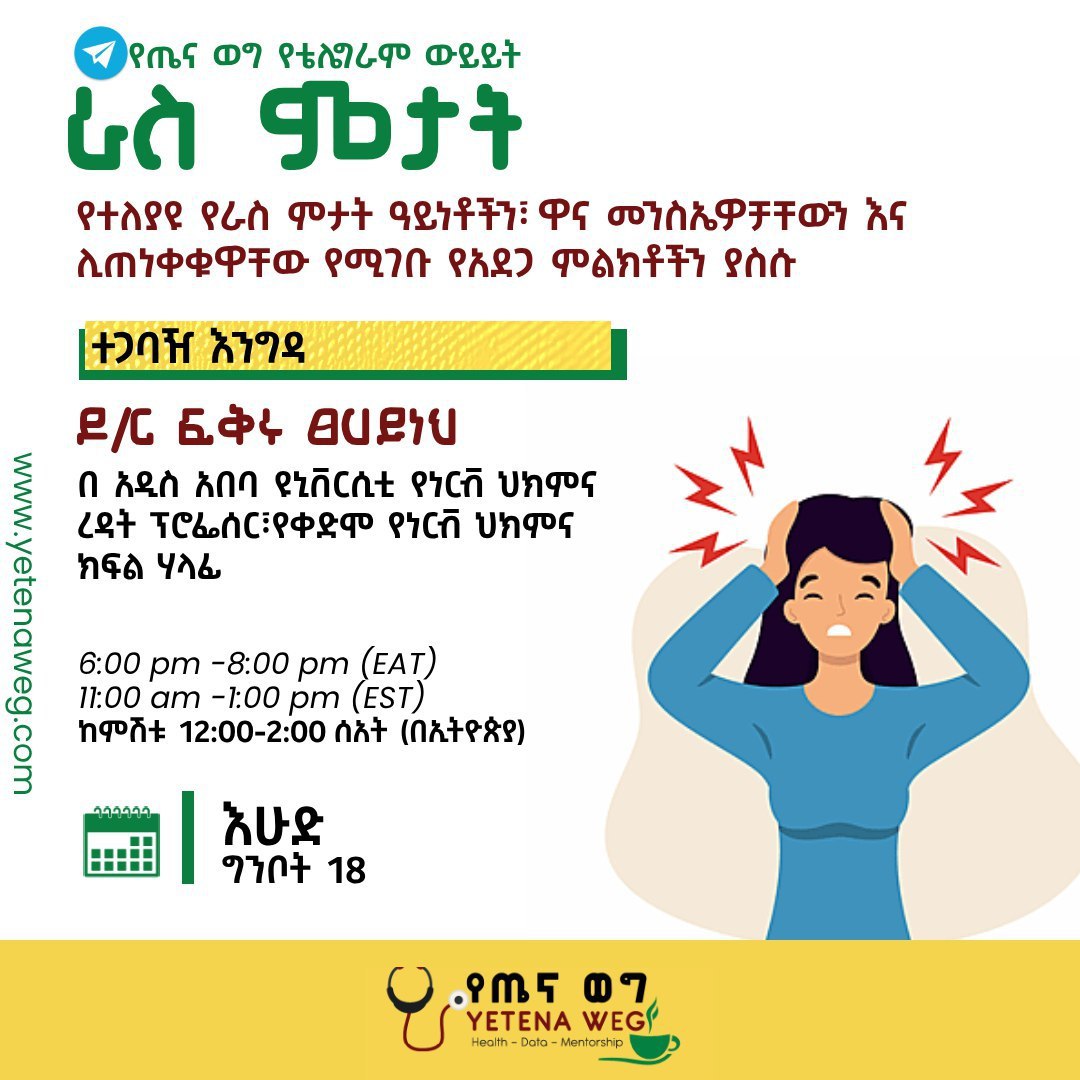 የጤና ወግ የቴሌግራም ውይይት
ራስ ምታት
የተለያዩ የራስ ምታት ዓይነቶችን፣ ዋና መንስኤዎቻቸውን እና
ሊጠነቀቁዋቸው የሚገቡ የአደጋ ምልክቶችን ያስሱ
ተጋባዥ እንግዳ
ዶ/ር ፈቅሩ ፀሀይነህ
በ አዲስ አበባ ዩኒቨርሲቲ የነርቭ ህክምና
ረዳት ፕሮፌሰር፣የቀድሞ የነርቭ ህክምና
ክፍል ሃላፊ
6:00 pm -8:00 pm (EAT)
11:00 am -1:00 pm (EST)
ከምሽቱ 12:00-2:00 ሰአት (በኢትዮጵያ)
እሁድ
ግንቦት 18
www.yetenaweg.com
የጤና ወግ
YETENA WEG
Health - Data - Mentorship